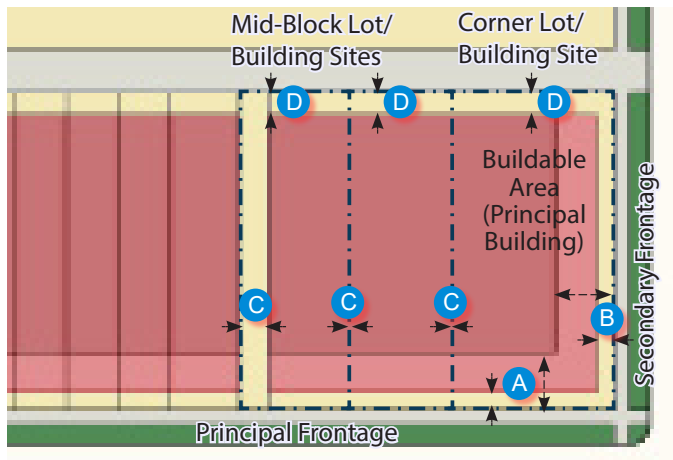 Mid-Block Lot/
Building Sites
Corner Lot/
Building Site
D
D
D
Buildable
Area
(Principal
Building)
Secondary Frontage
C
C
C
B
A
Principal Frontage